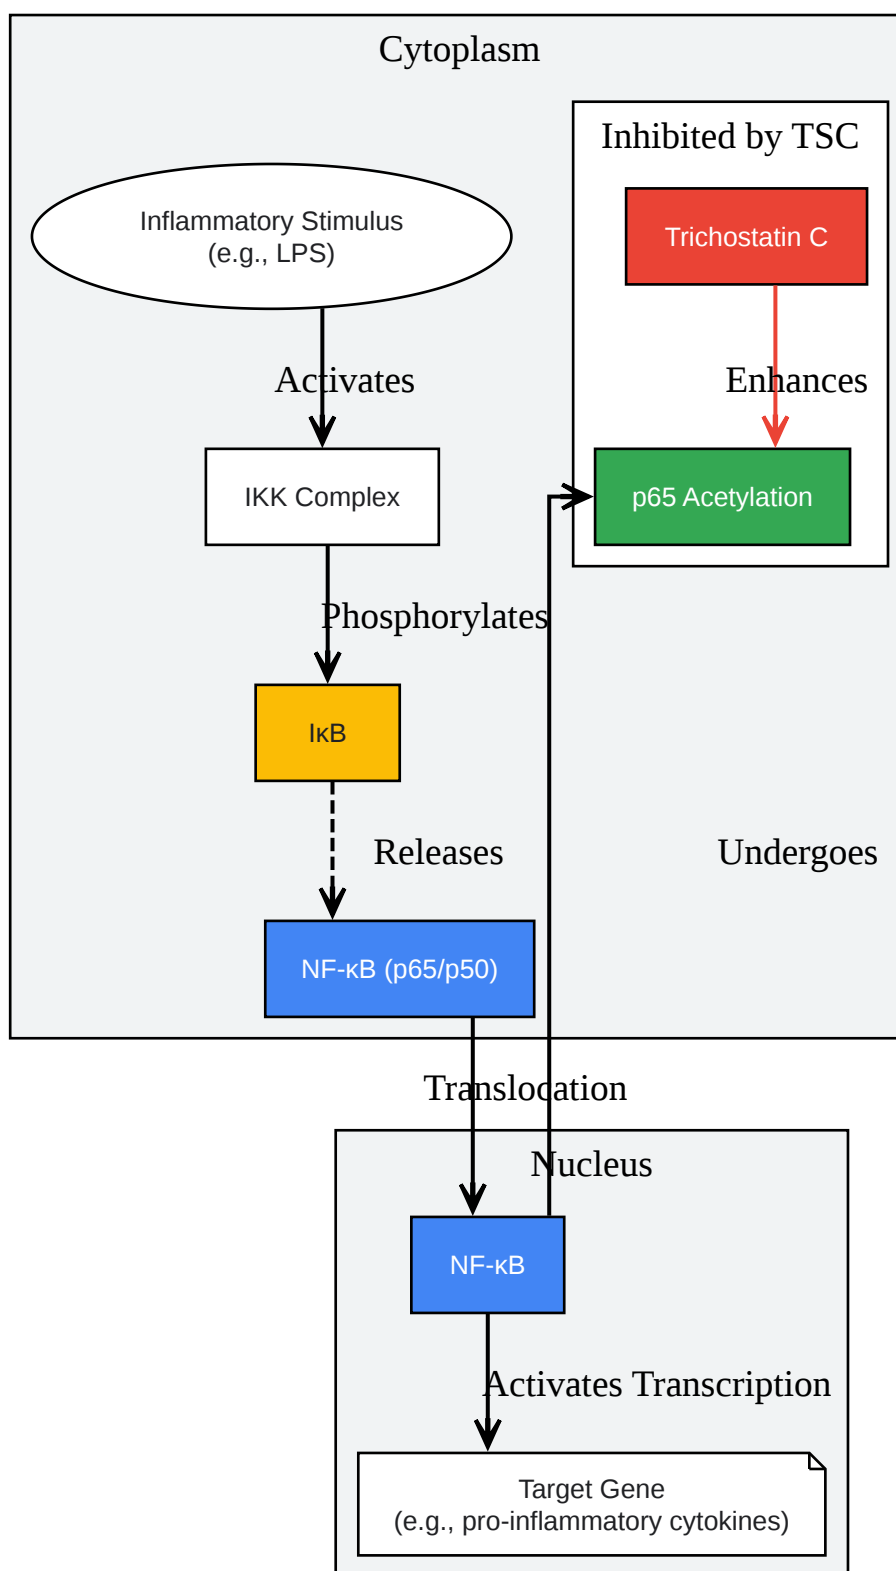 Cytoplasm
Inhibited by TSC
Inflammatory Stimulus
(e.g., LPS)
Trichostatin C
Activates
Enhances
IKK Complex
p65 Acetylation
Phosphorylates
IκB
Releases
Undergoes
NF-κB (p65/p50)
Translocation
Nucleus
NF-κB
Activates Transcription
Target Gene
(e.g., pro-inflammatory cytokines)